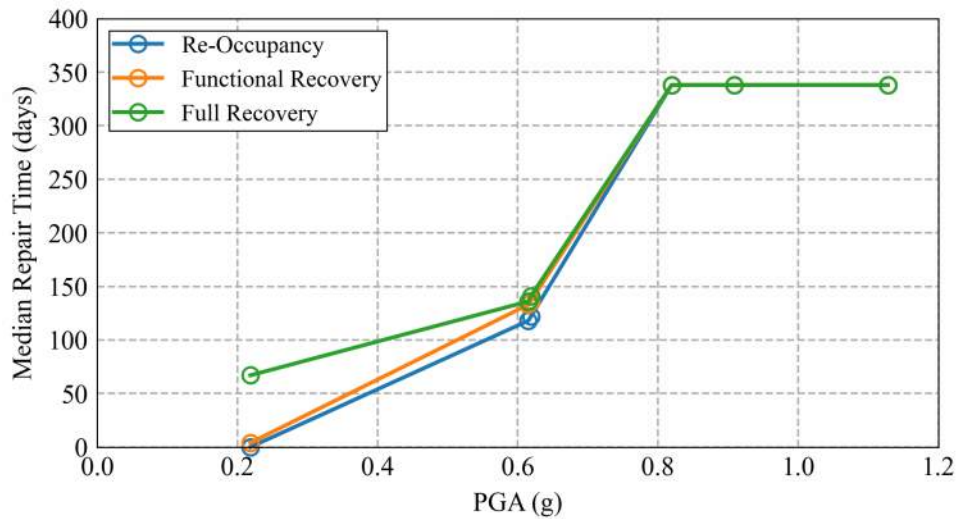 400
350
300
250
200
150
100
50
0
Median Repair Time (days)
Re-Occupancy
Functional Recovery
Full Recovery
0.0 0.2 0.4 0.6 0.8 1.0 1.2
PGA (g)